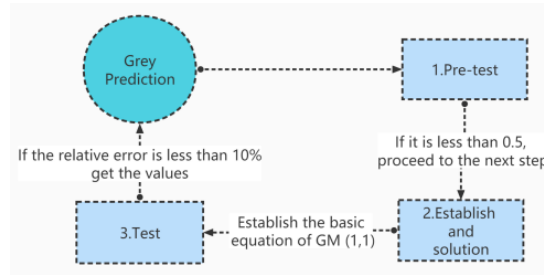 Grey
Prediction
1.Pre-test
If it is less than 0.5,
proceed to the next step
2.Establish
and
solution
Establish the basic
equation of GM (1,1)
3.Test
If the relative error is less than 10%
get the values